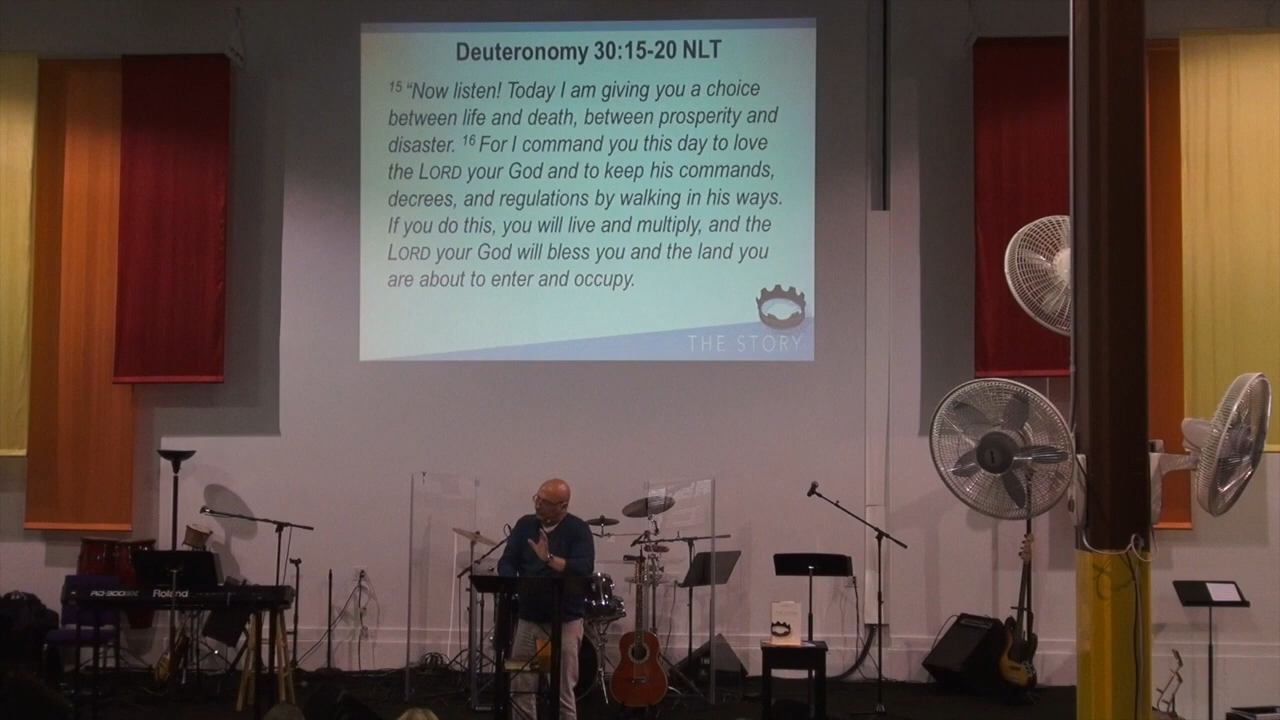 Deuteronomy 30:15-20 NLT
15 “Now listen! Today I am giving you a choice
between life and death, between prosperity and
disaster. 16 For I command you this day to love
the LORD your God and to keep his commands,
decrees, and regulations by walking in his ways.
If you do this, you will live and multiply, and the
LORD your God will bless you and the land you
are about to enter and occupy.
THE STORY
Roland